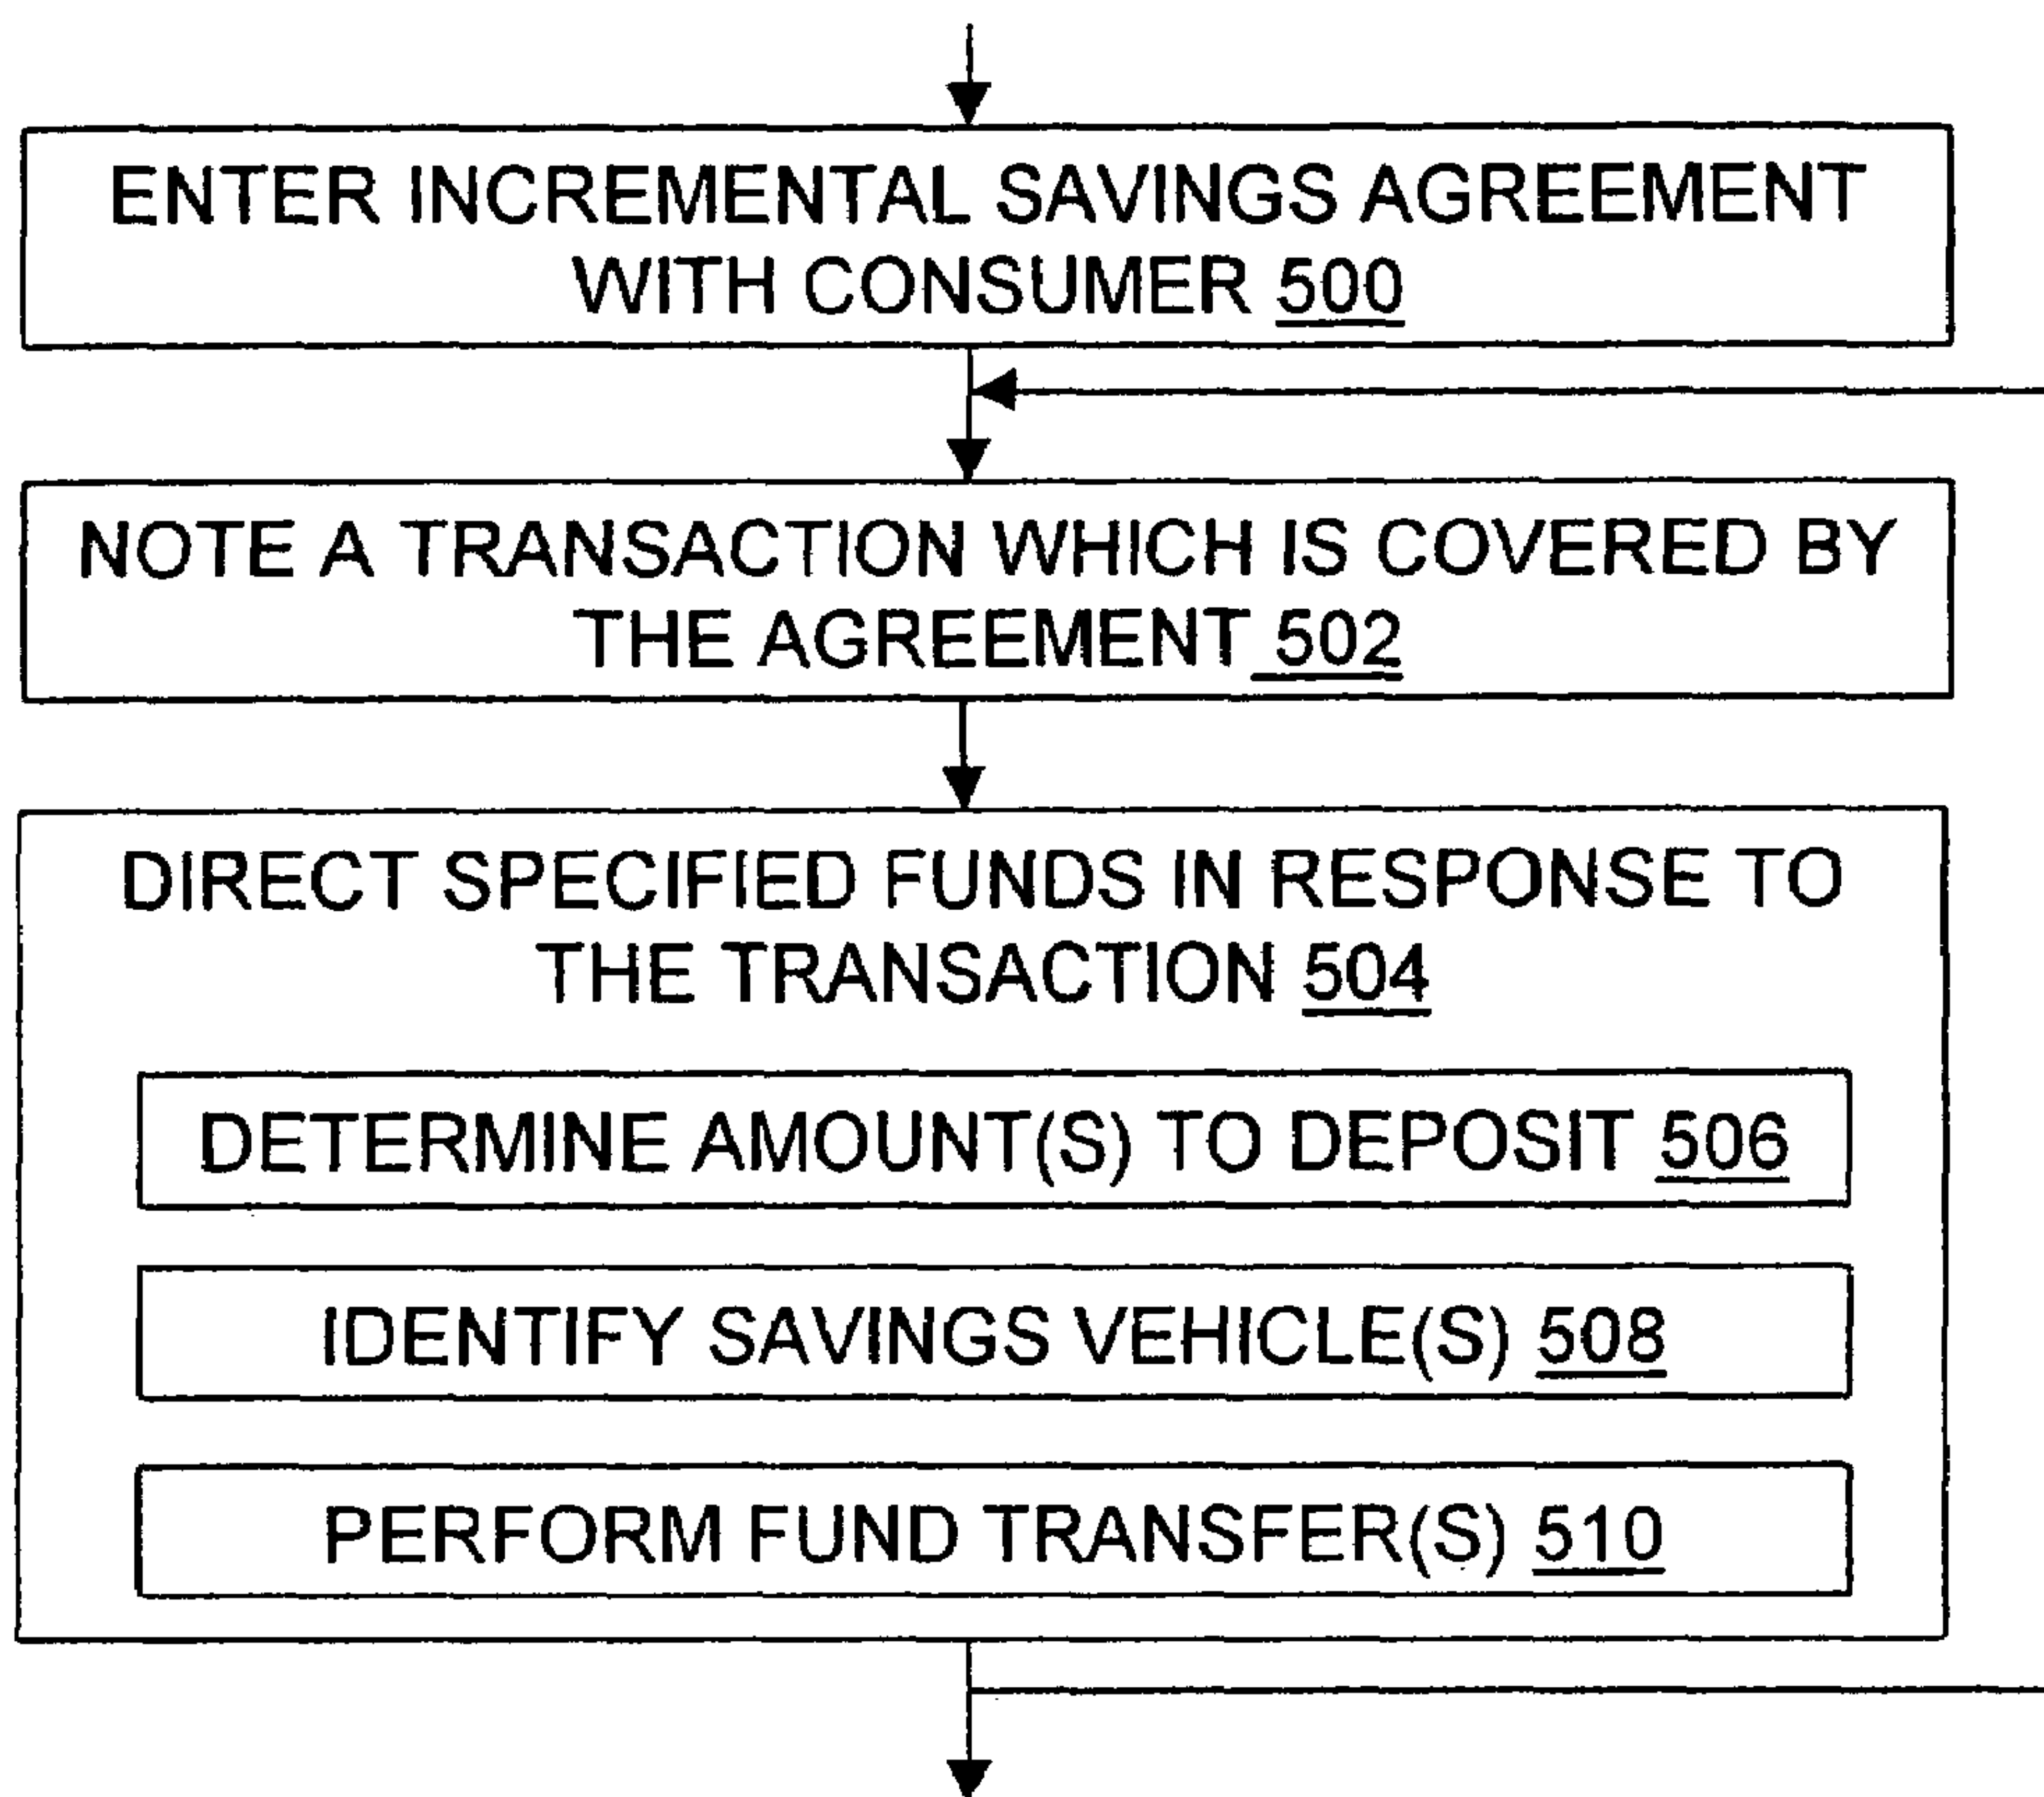 ENTER INCREMENTAL SAVINGS AGREEMENT
WITH CONSUMER 500
NOTE A TRANSACTION WHICH IS COVERED BY
THE AGREEMENT 502
DIRECT SPECIFIED FUNDS IN RESPONSE TO
THE TRANSACTION 504
DETERMINE AMOUNT(S) TO DEPOSIT 506
IDENTIFY SAVINGS VEHICLE(S) 508
PERFORM FUND TRANSFER(S) 510